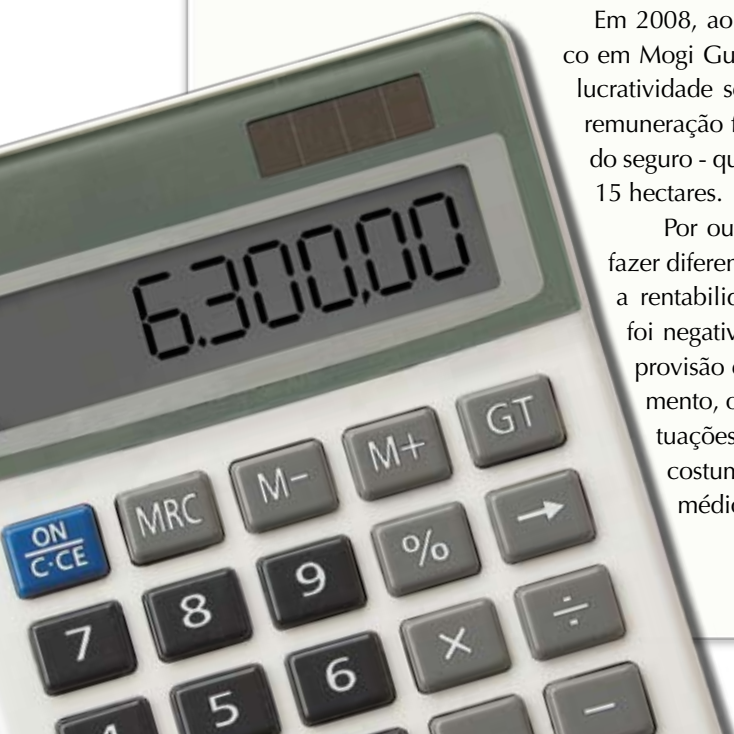 Em 2008, ao
co em Mogi Gu
lucratividade s
remuneração f
do seguro - qu
15 hectares.
Por ou
fazer diferen
a rentabilid
foi negativ
provisão
mento,
tuações
costum
médi
6.300,00
GT
M+
M-
MRC
ON
C·CE
→
%
9
8
7
÷
×
6
5
−